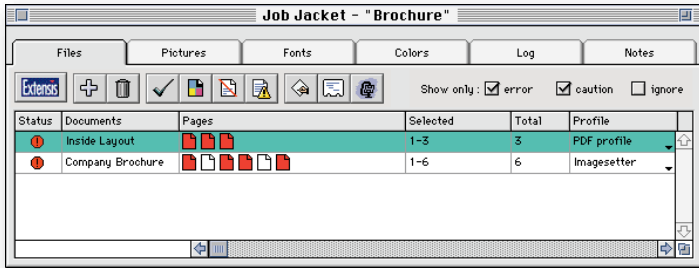 Job Jacket - "Brochure"
Files Pictures Fonts Colors Log Notes
Extensis Show only : error caution ignore
Status Documents Pages Selected Total Profile
Inside Layout 1-3 3 PDF profile
Company Brochure 1-6 6 Imagesetter